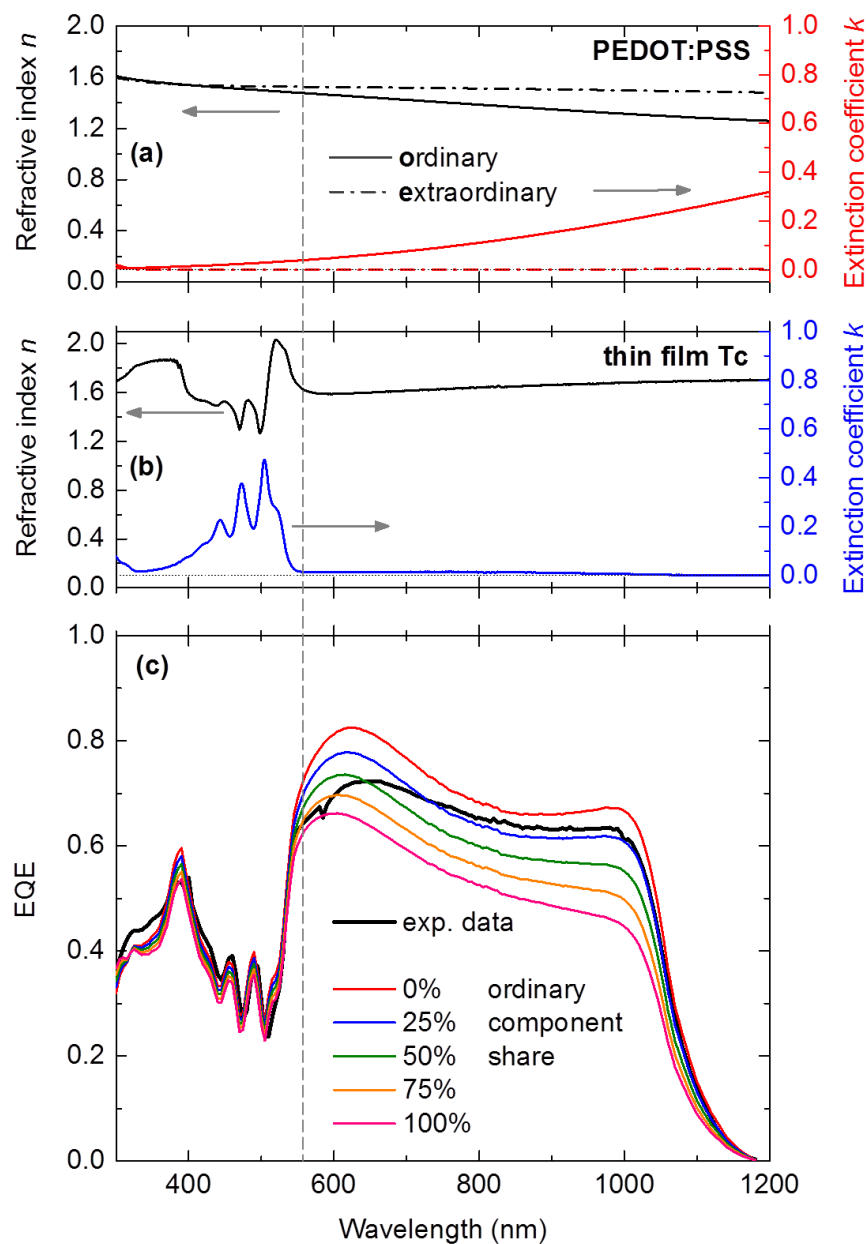 2.0
1.6
1.2
0.8
0.4
0.0
Refractive index n
PEDOT:PSS
(a)
ordinary
extraordinary
1.0
0.8
0.6
0.4
0.2
0.0
Extinction coefficient k
2.0
1.6
1.2
0.8
0.4
0.0
Refractive index n
thin film Tc
(b)
1.0
0.8
0.6
0.4
0.2
0.0
Extinction coefficient k
1.0
0.8
0.6
0.4
0.2
0.0
EQE
(c)
exp. data
0% ordinary
25% component
50% share
75%
100%
400 600 800 1000 1200
Wavelength (nm)